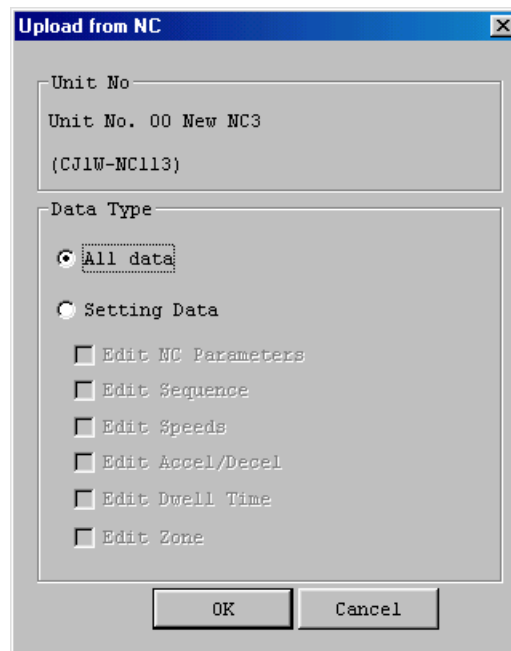 Upload from NC
Unit No
Unit No. 00 New NC3
(CJ1W-NC113)
Data Type
All data
Setting Data
Edit NC Parameters
Edit Sequence
Edit Speeds
Edit Accel/Decel
Edit Dwell Time
Edit Zone
OK Cancel